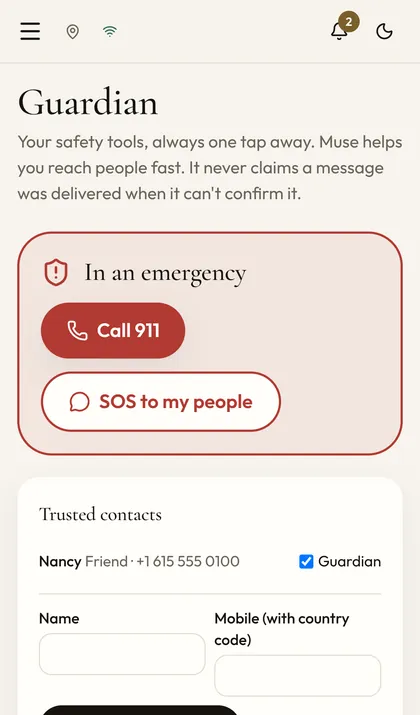 2
Guardian
Your safety tools, always one tap away. Muse helps
you reach people fast. It never claims a message
was delivered when it can't confirm it.
In an emergency
Call 911
SOS to my people
Trusted contacts
Nancy Friend · +1 615 555 0100
Guardian
Name
Mobile (with country
code)